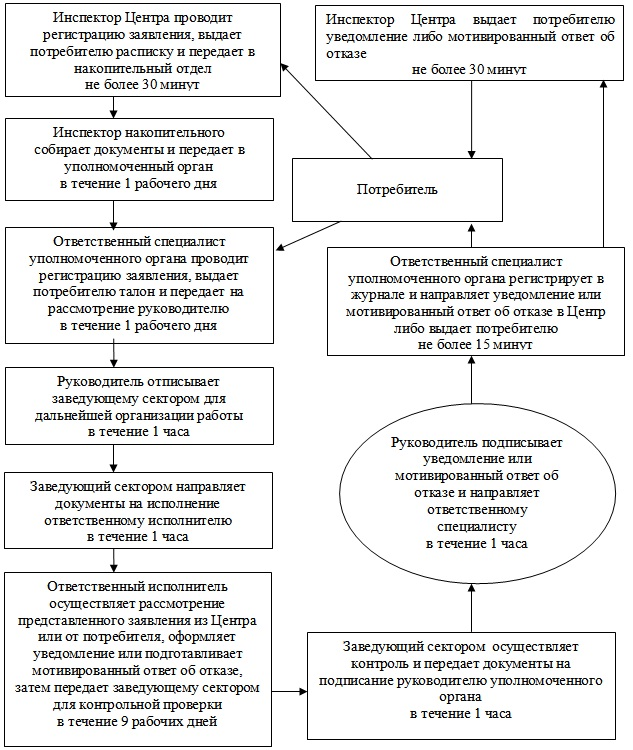 Инспектор Центра проводит
регистрацию заявления, выдает
потребителю расписку и передает в
накопительный отдел
не более 30 минут
Инспектор Центра выдает потребителю
уведомление либо мотивированный ответ об
отказе
не более 30 минут
Инспектор накопительного
собирает документы и передает в
уполномоченный орган
в течение 1 рабочего дня
Потребитель
Ответственный специалист
уполномоченного органа проводит
регистрацию заявления, выдает
потребителю талон и передает на
рассмотрение руководителю
в течение 1 рабочего дня
Ответственный специалист
уполномоченного органа регистрирует в
журнале и направляет уведомление или
мотивированный ответ об отказе в Центр
либо выдает потребителю
не более 15 минут
Руководитель отписывает
заведующему сектором для
дальнейшей организации работы
в течение 1 часа
Руководитель подписывает
уведомление или
мотивированный ответ об
отказе и направляет
ответственному
специалисту
в течение 1 часа
Заведующий сектором направляет
документы на исполнение
ответственному исполнителю
в течение 1 часа
Ответственный исполнитель
осуществляет рассмотрение
представленного заявления из Центра
или от потребителя, оформляет
уведомление или подготавливает
мотивированный ответ об отказе,
затем передает заведующему сектором
для контрольной проверки
в течение 9 рабочих дней
Заведующий сектором осуществляет
контроль и передает документы на
подписание руководителю уполномоченного
органа
в течение 1 часа